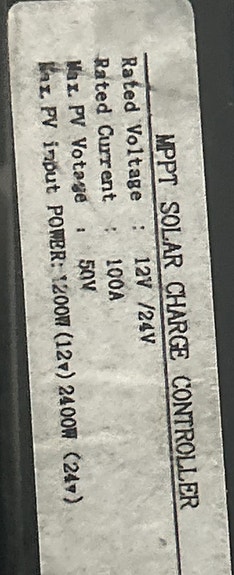 MPPT SOLAR CHARGE CONTROLLER
Rated Voltage : 12V /24V
Rated Current : 100A
Max. PV Votage : 50V
Max. PV input POWER: 1200W(12v) 2400W (24v)